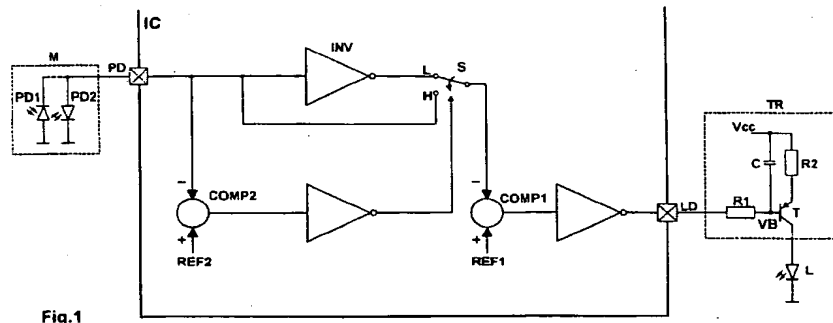 IC
M
PD
PD1
PD2
INV
L
S
H
COMP2
REF2
COMP1
REF1
LD
TR
Vcc
C
R2
R1
VB
T
L
Fig.1